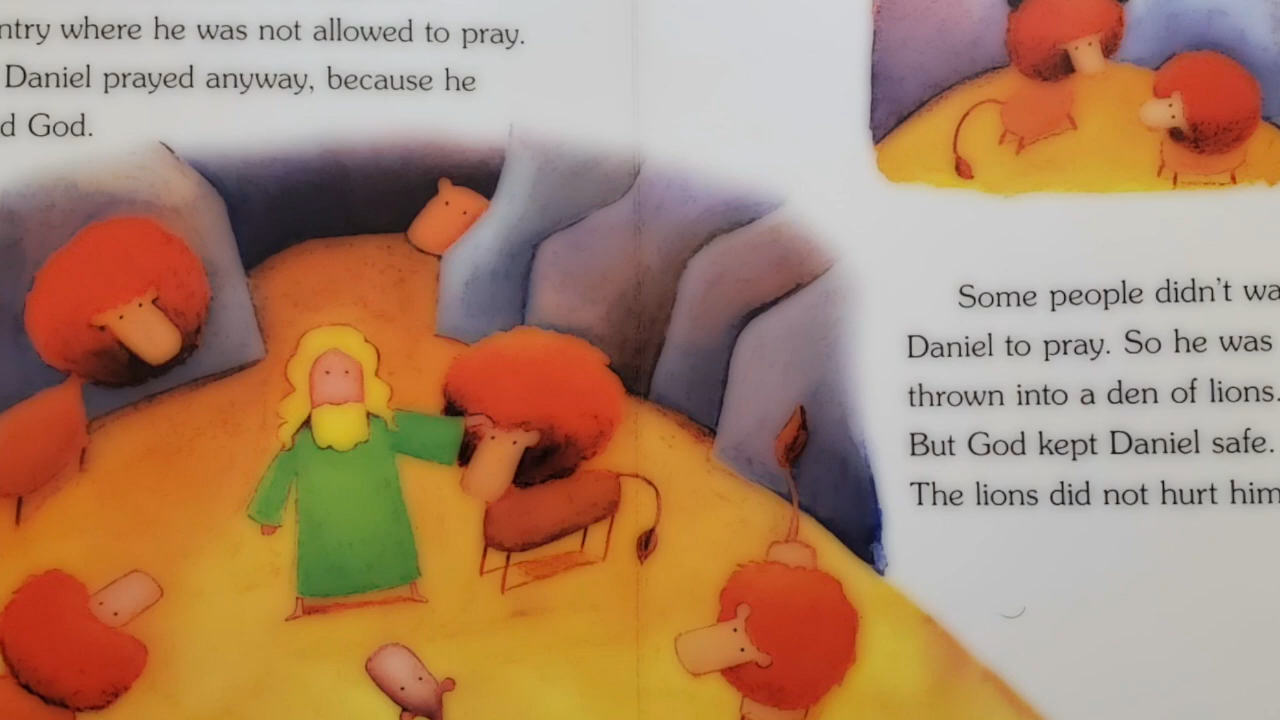 ntry where he was not allowed to pray.
Daniel prayed anyway, because he
d God.
Some people didn't wa
Daniel to pray. So he was
thrown into a den of lions.
But God kept Daniel safe.
The lions did not hurt him